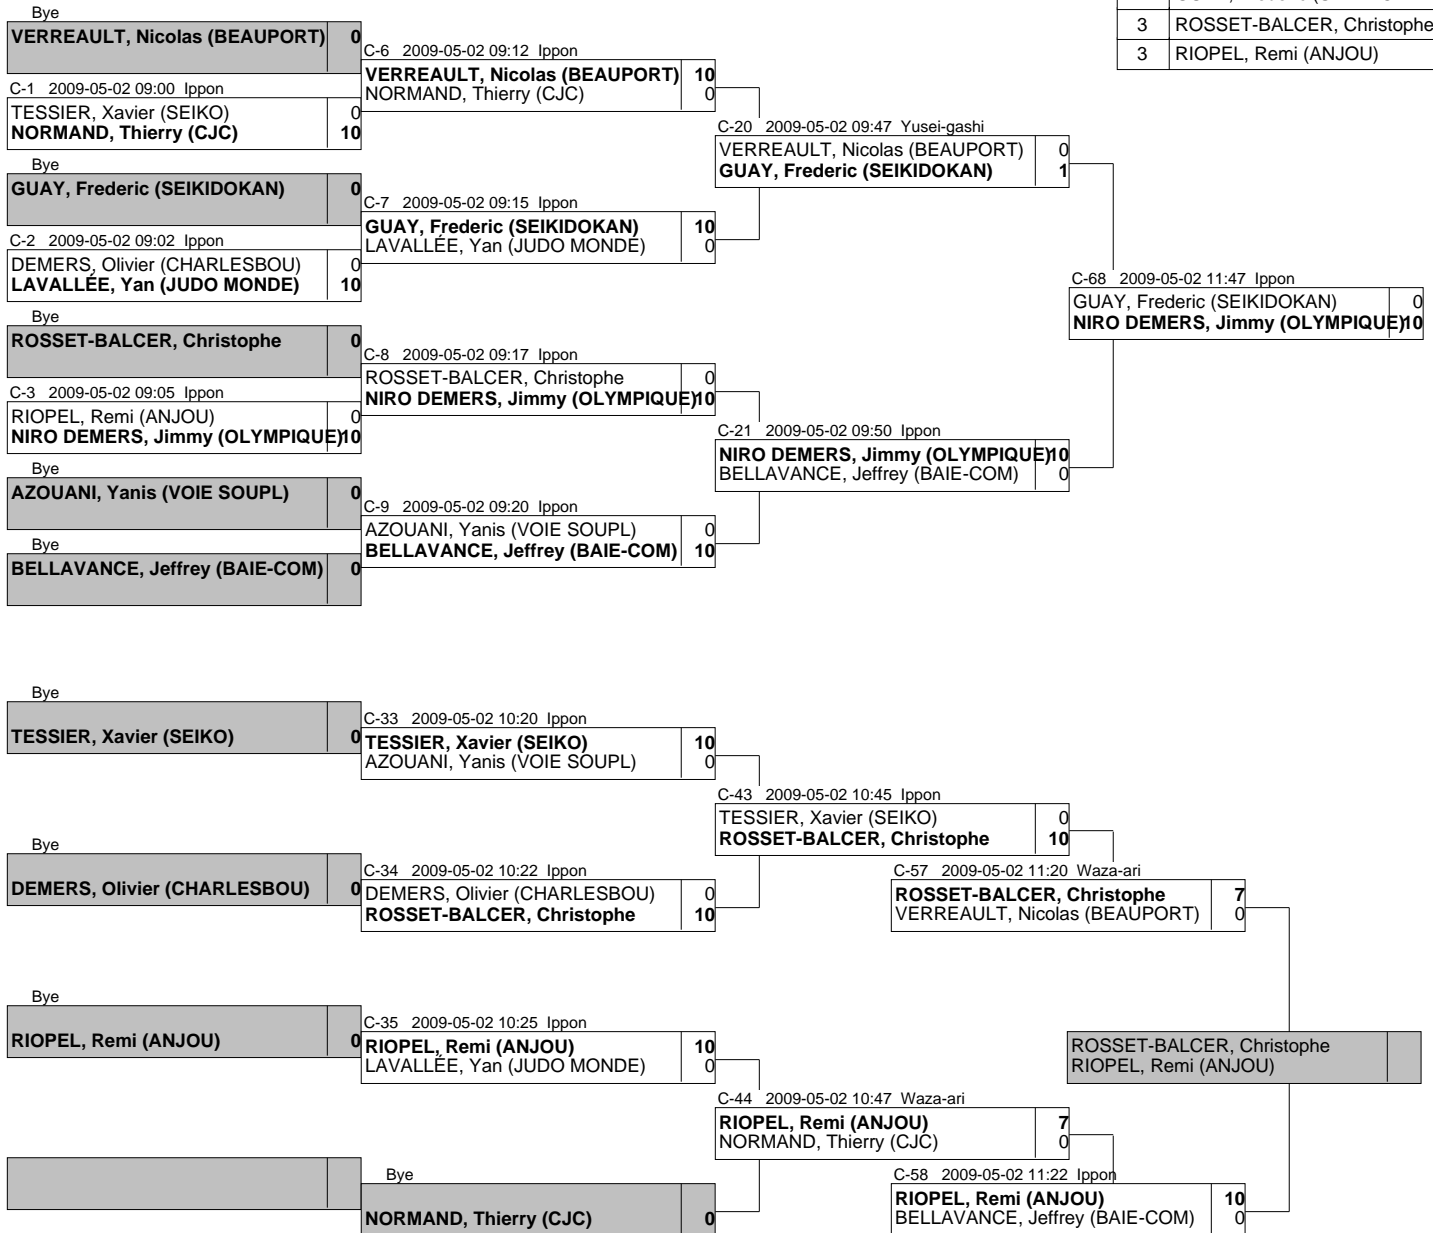 3 ROSSET-BALCER, Christophe
3 RIOPEL, Remi (ANJOU)
Bye
VERREAULT, Nicolas (BEAUPORT) 0
C-1 2009-05-02 09:00 Ippon
TESSIER, Xavier (SEIKO) 0
NORMAND, Thierry (CJC) 10
Bye
GUAY, Frederic (SEIKIDOKAN) 0
C-2 2009-05-02 09:02 Ippon
DEMERS, Olivier (CHARLESBOU) 0
LAVALLÉE, Yan (JUDO MONDE) 10
Bye
ROSSET-BALCER, Christophe 0
C-3 2009-05-02 09:05 Ippon
RIOPEL, Remi (ANJOU) 0
NIRO DEMERS, Jimmy (OLYMPIQUE) 10
Bye
AZOUANI, Yanis (VOIE SOUPL) 0
Bye
BELLAVANCE, Jeffrey (BAIE-COM) 0
C-6 2009-05-02 09:12 Ippon
VERREAULT, Nicolas (BEAUPORT) 10
NORMAND, Thierry (CJC) 0
C-7 2009-05-02 09:15 Ippon
GUAY, Frederic (SEIKIDOKAN) 10
LAVALLÉE, Yan (JUDO MONDE) 0
C-8 2009-05-02 09:17 Ippon
ROSSET-BALCER, Christophe 0
NIRO DEMERS, Jimmy (OLYMPIQUE) 10
C-9 2009-05-02 09:20 Ippon
AZOUANI, Yanis (VOIE SOUPL) 0
BELLAVANCE, Jeffrey (BAIE-COM) 10
C-20 2009-05-02 09:47 Yusei-gashi
VERREAULT, Nicolas (BEAUPORT) 0
GUAY, Frederic (SEIKIDOKAN) 1
C-21 2009-05-02 09:50 Ippon
NIRO DEMERS, Jimmy (OLYMPIQUE) 10
BELLAVANCE, Jeffrey (BAIE-COM) 0
C-68 2009-05-02 11:47 Ippon
GUAY, Frederic (SEIKIDOKAN) 0
NIRO DEMERS, Jimmy (OLYMPIQUE) 10
Bye
TESSIER, Xavier (SEIKO) 0
Bye
DEMERS, Olivier (CHARLESBOU) 0
Bye
RIOPEL, Remi (ANJOU) 0
C-33 2009-05-02 10:20 Ippon
TESSIER, Xavier (SEIKO) 10
AZOUANI, Yanis (VOIE SOUPL) 0
C-34 2009-05-02 10:22 Ippon
DEMERS, Olivier (CHARLESBOU) 0
ROSSET-BALCER, Christophe 10
C-35 2009-05-02 10:25 Ippon
RIOPEL, Remi (ANJOU) 10
LAVALLÉE, Yan (JUDO MONDE) 0
Bye
NORMAND, Thierry (CJC) 0
C-43 2009-05-02 10:45 Ippon
TESSIER, Xavier (SEIKO) 0
ROSSET-BALCER, Christophe 10
C-44 2009-05-02 10:47 Waza-ari
RIOPEL, Remi (ANJOU) 7
NORMAND, Thierry (CJC) 0
C-57 2009-05-02 11:20 Waza-ari
ROSSET-BALCER, Christophe 7
VERREAULT, Nicolas (BEAUPORT) 0
C-58 2009-05-02 11:22 Ippon
RIOPEL, Remi (ANJOU) 10
BELLAVANCE, Jeffrey (BAIE-COM) 0
ROSSET-BALCER, Christophe
RIOPEL, Remi (ANJOU)